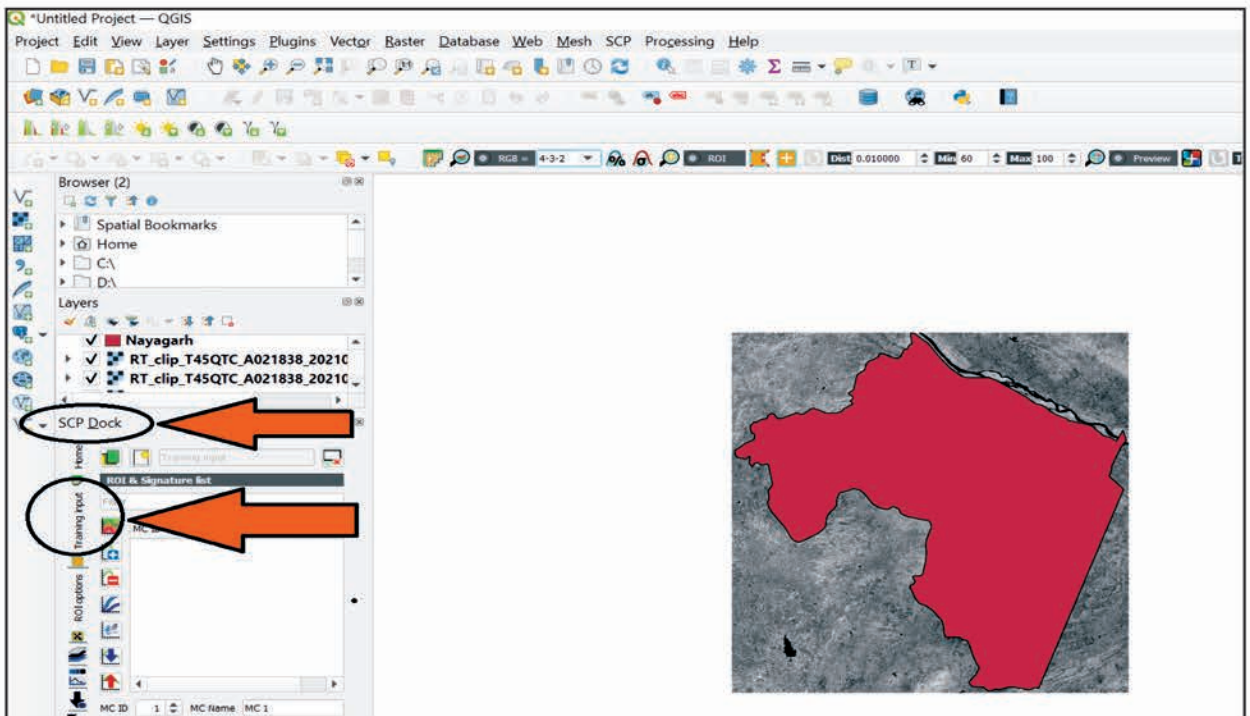 *Untitled Project — QGIS
Project Edit View Layer Settings Plugins Vector Raster Database Web Mesh SCP Processing Help
RGB = 4-3-2 ROI Dist 0.010000 Min 60 Max 100 Preview
Browser (2)
Spatial Bookmarks
Home
C:\
D:\
Layers
Nayagarh
RT_clip_T45QTC_A021838_20210
RT_clip_T45QTC_A021838_20210
SCP Dock
Home
Training input
ROI & Signature list
Training input
ROI options
MC ID 1 MC Name MC 1